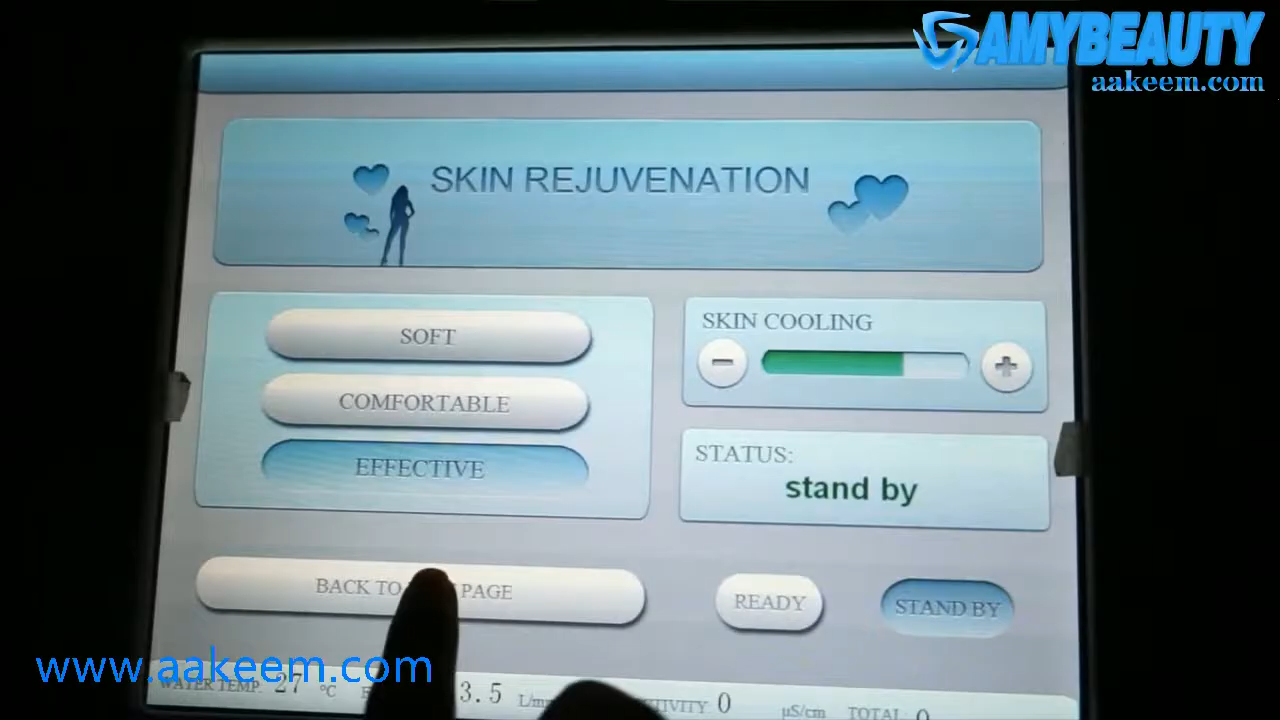 AMYBEAUTY
aakeem.com
SKIN REJUVENATION
SOFT
COMFORTABLE
EFFECTIVE
SKIN COOLING
STATUS:
stand by
BACK TO PAGE
READY
STAND BY
www.aakeem.com
WATER TEMP. 27 °C 3.5 μS/cm TOTAL: 0